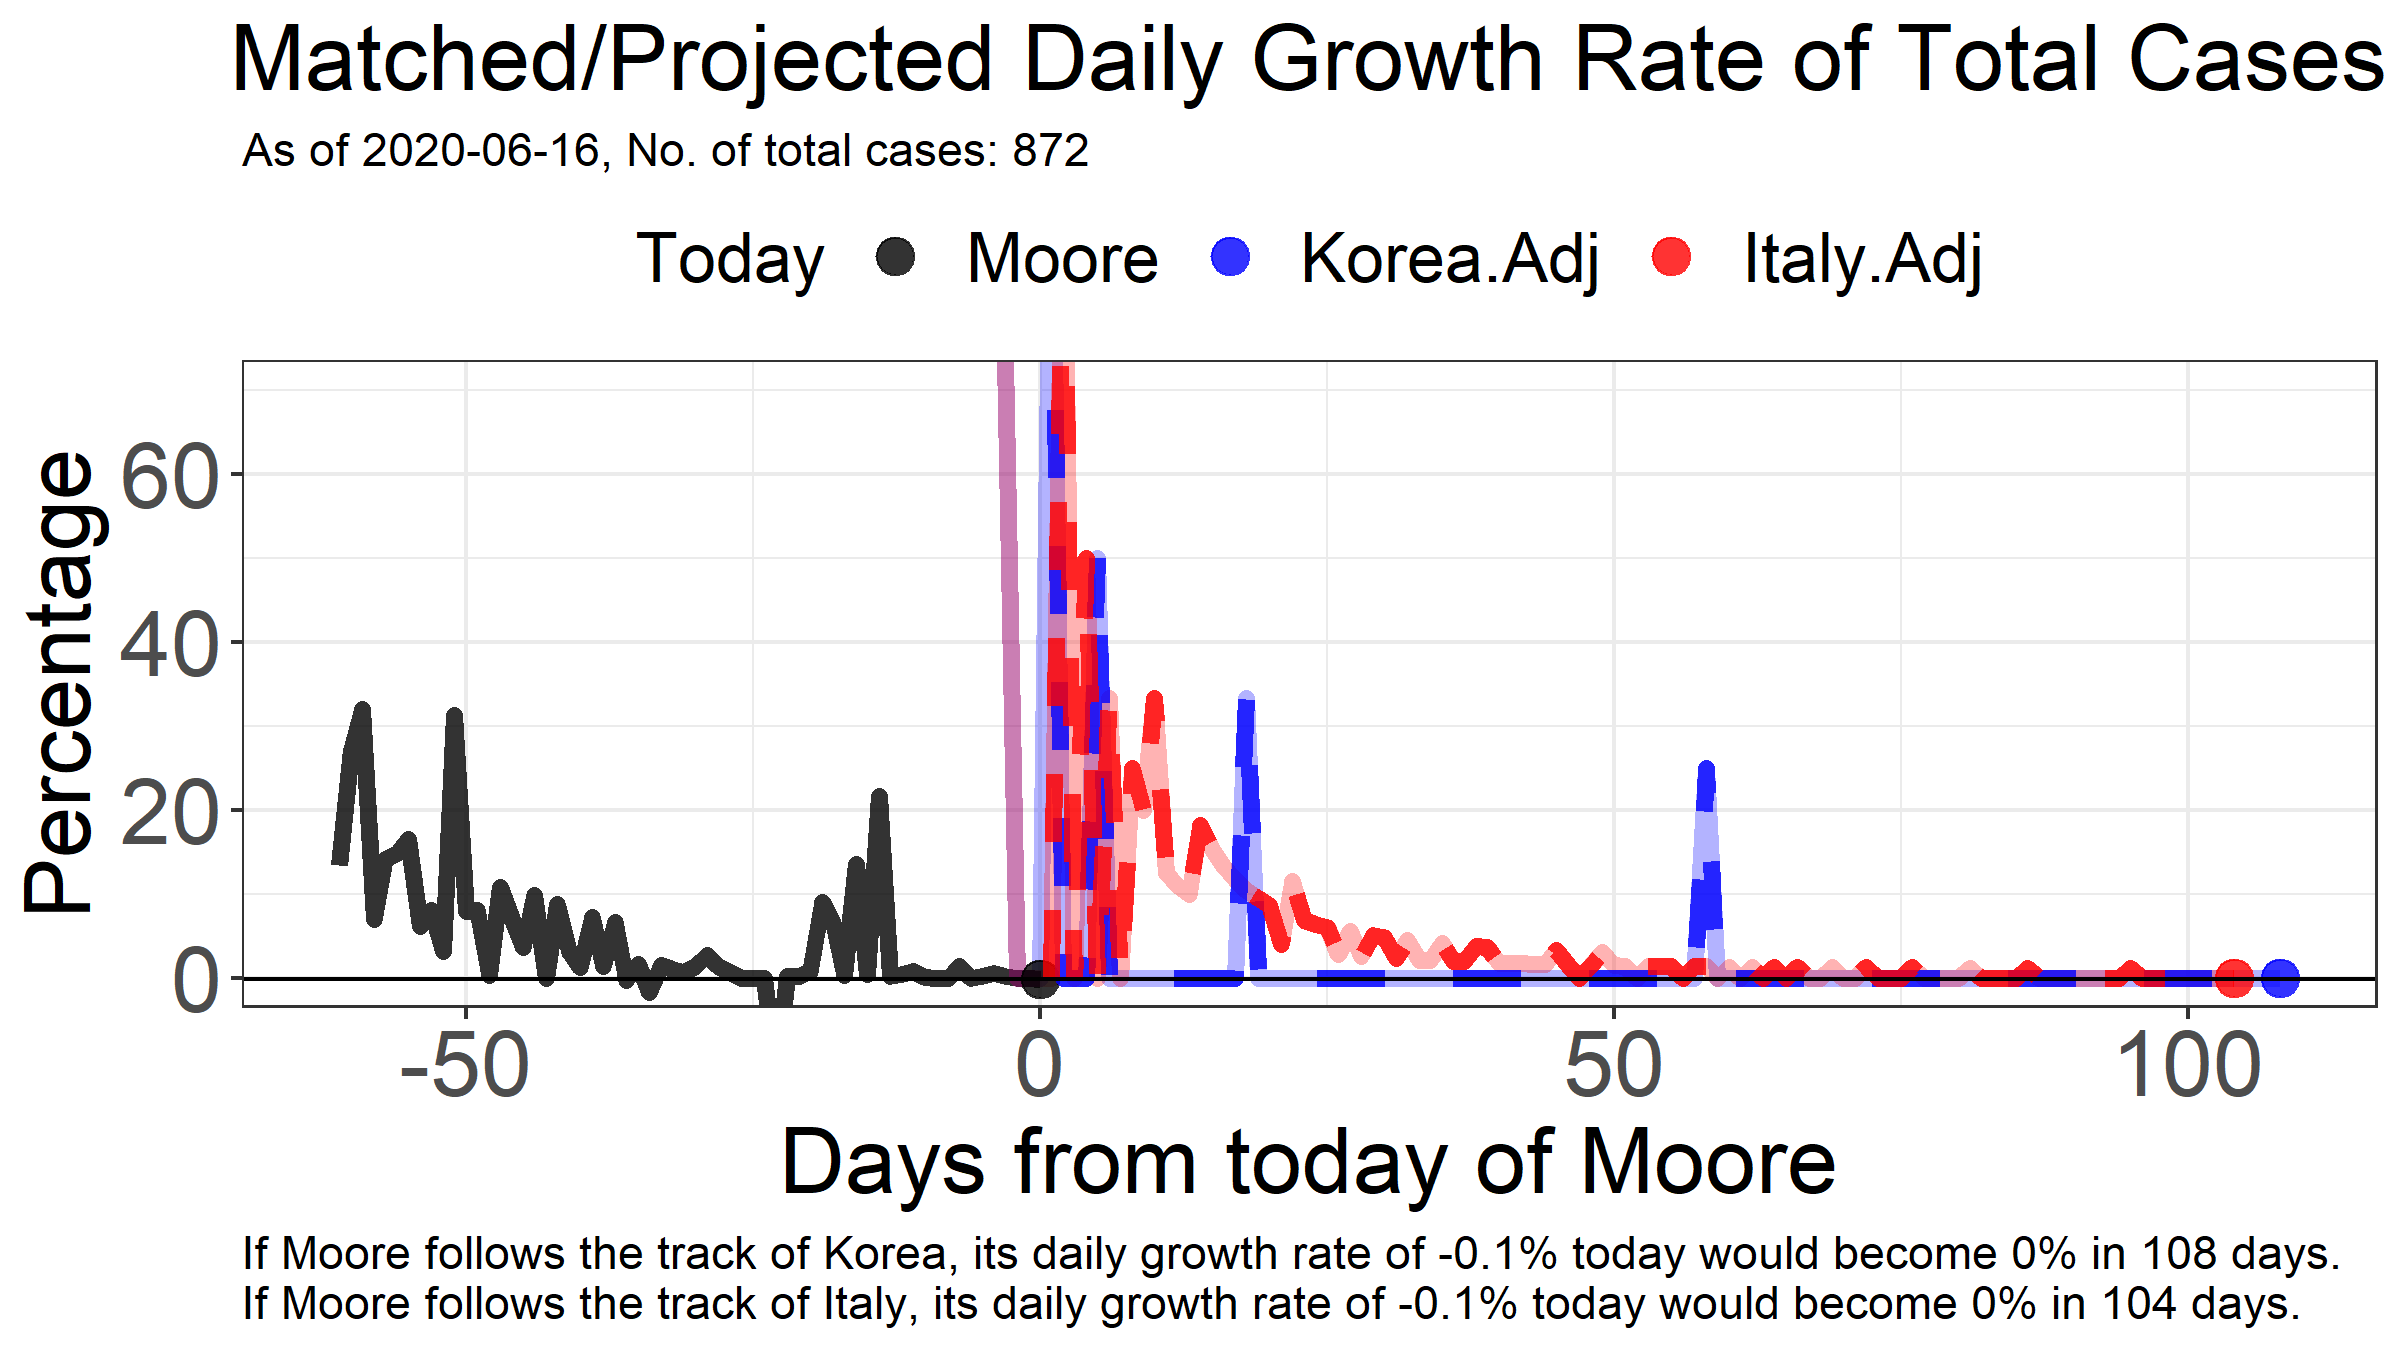 Matched/Projected Daily Growth Rate of Total Cases
As of 2020-06-16, No. of total cases: 872
Today Moore Korea.Adj Italy.Adj
Percentage
60
40
20
0
-50 0 50 100
Days from today of Moore
If Moore follows the track of Korea, its daily growth rate of -0.1% today would become 0% in 108 days.
If Moore follows the track of Italy, its daily growth rate of -0.1% today would become 0% in 104 days.